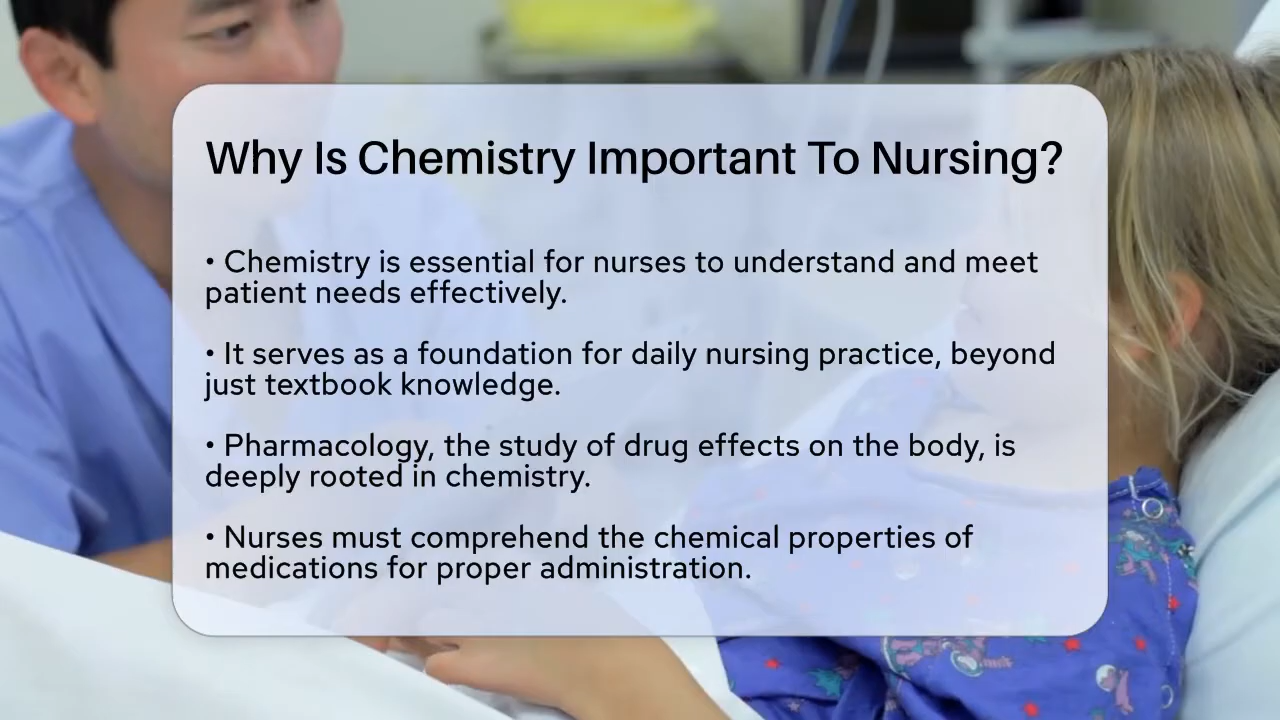 Why Is Chemistry Important To Nursing?
• Chemistry is essential for nurses to understand and meet
patient needs effectively.
• It serves as a foundation for daily nursing practice, beyond
just textbook knowledge.
• Pharmacology, the study of drug effects on the body, is
deeply rooted in chemistry.
• Nurses must comprehend the chemical properties of
medications for proper administration.